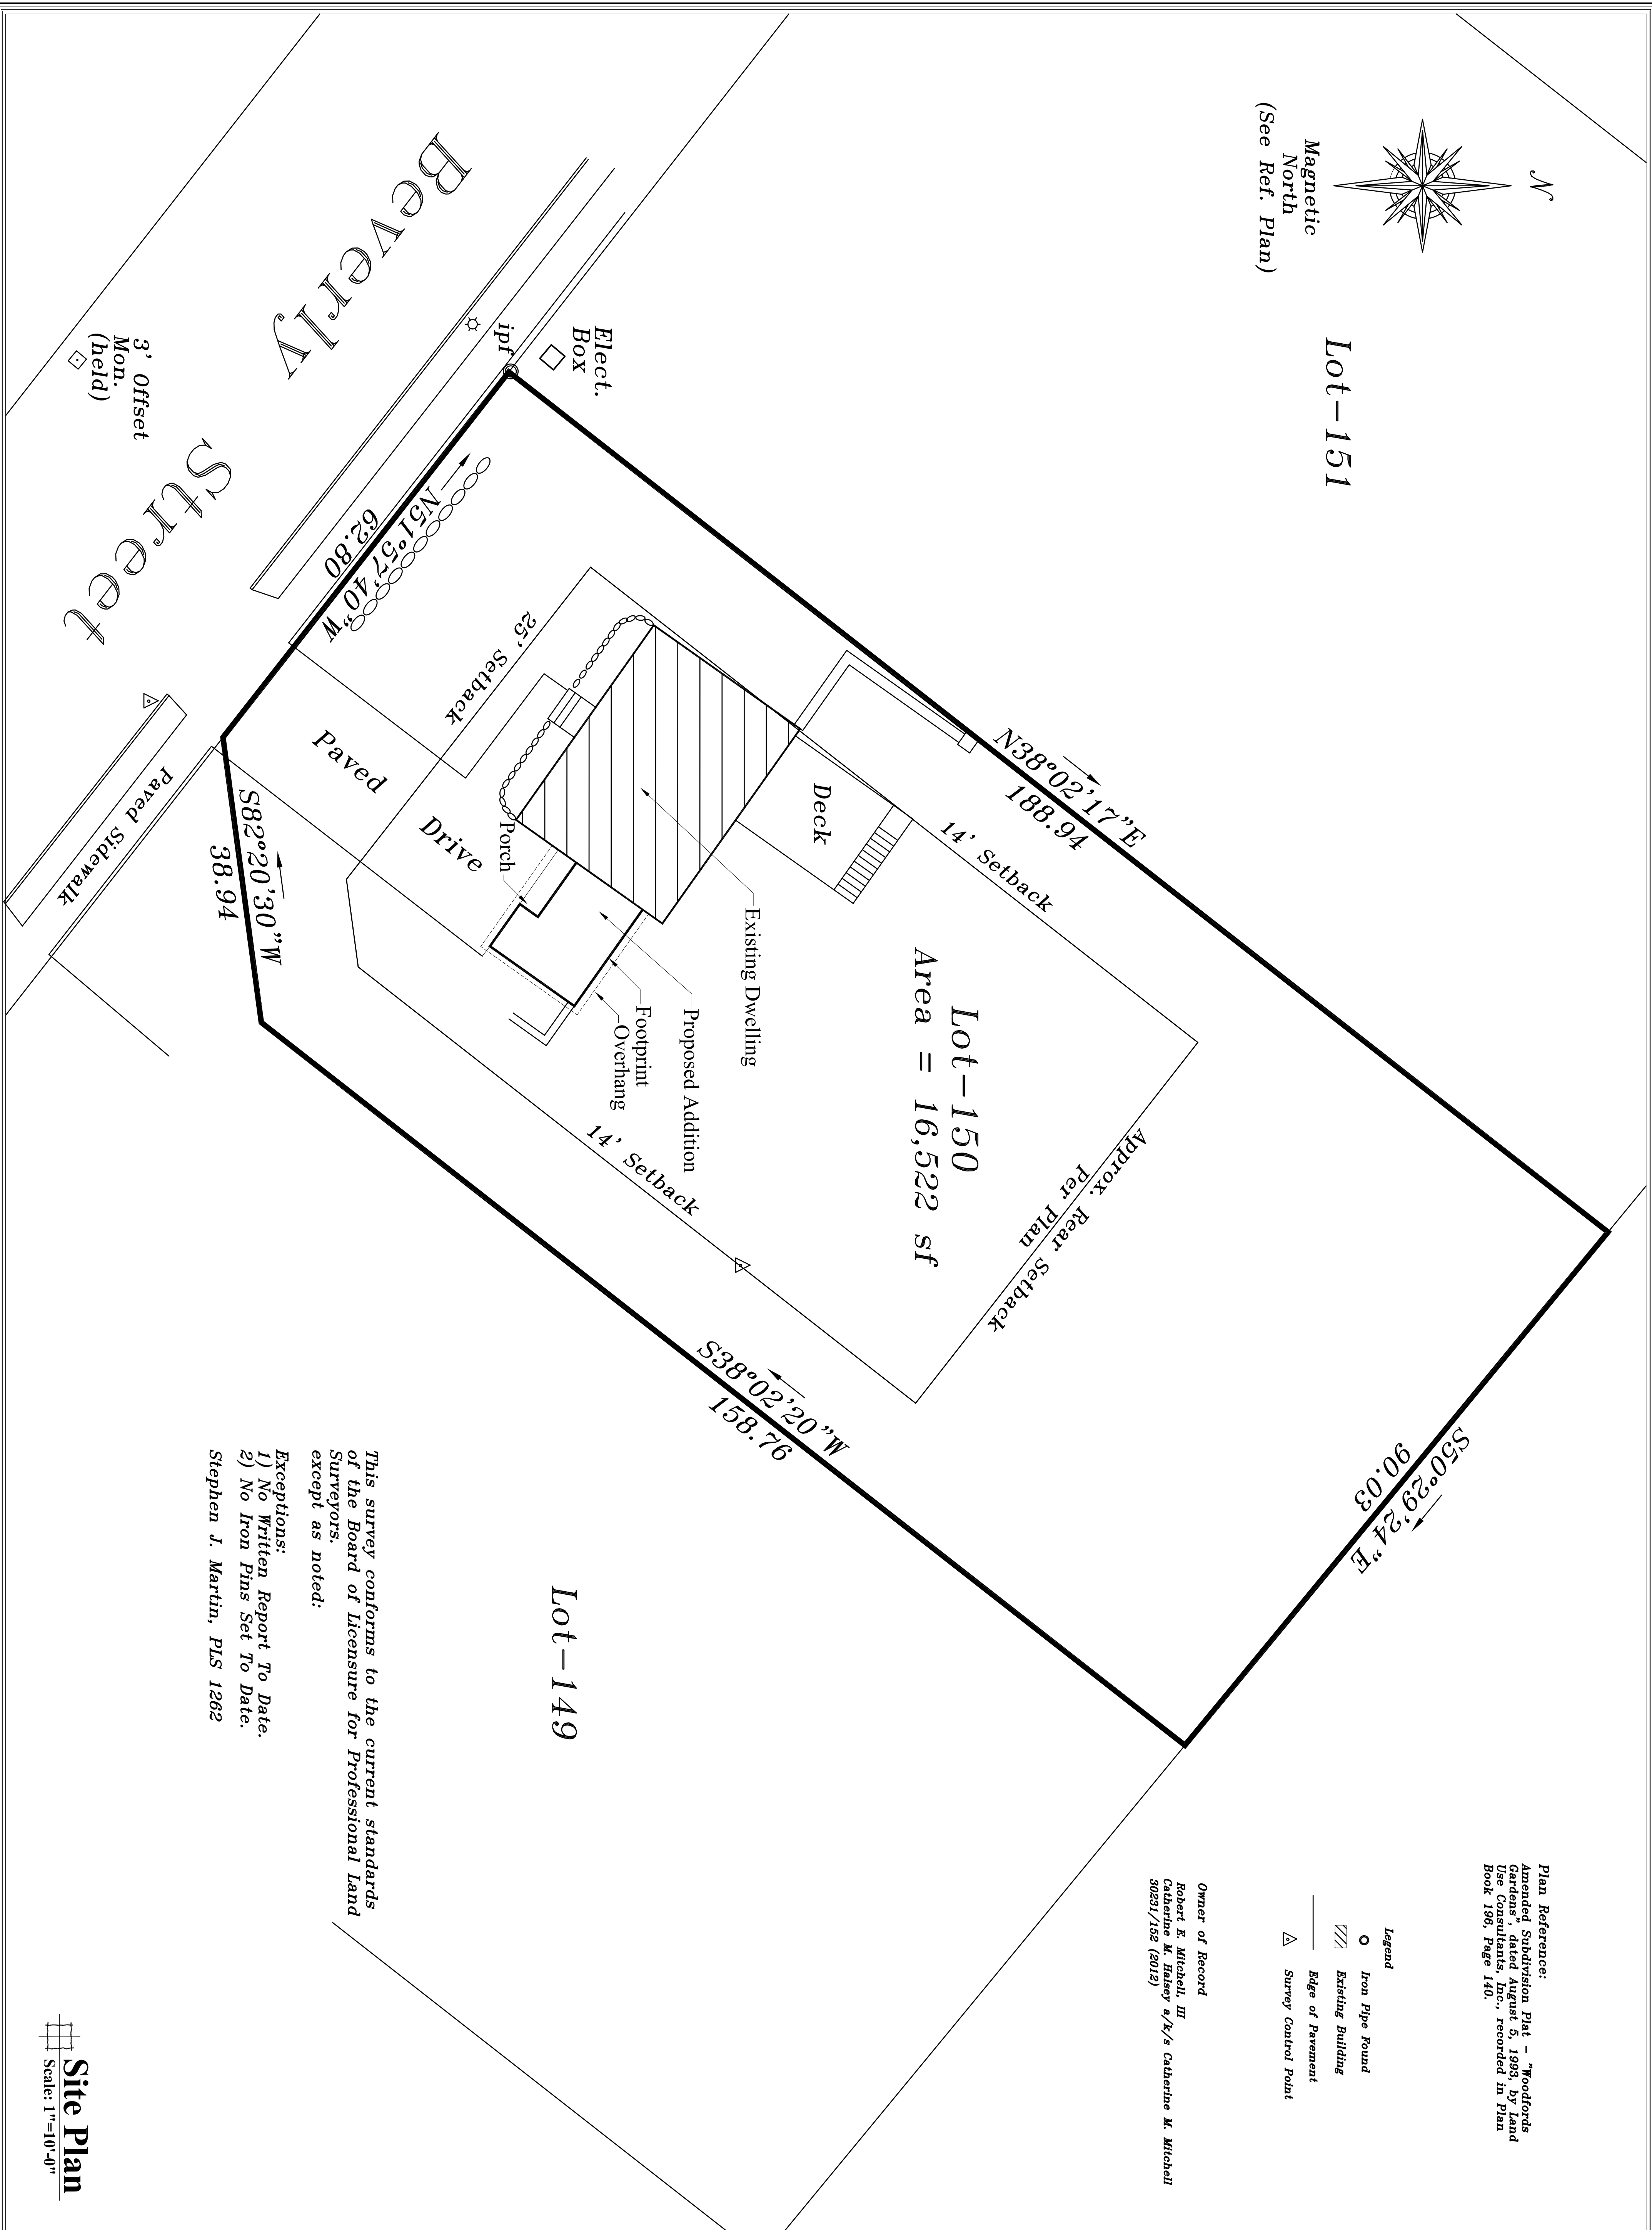 N
Magnetic
North
(See Ref. Plan)
Lot-151
Plan Reference:
Amended Subdivision Plat - "Woodfords
Gardens", dated August 5, 1993, by Land
Use Consultants, Inc., recorded in Plan
Book 196, Page 140.
Legend
Iron Pipe Found
Existing Building
Edge of Pavement
Survey Control Point
Owner of Record
Robert E. Mitchell, III
Catherine M. Halsey a/k/s Catherine M. Mitchell
30231/152 (2012)
S50°29'24"E
90.03
N38°02'17"E
188.94
14' Setback
Approx. Rear Setback
Per Plan
Lot-150
Area = 16,522 sf
Deck
Existing Dwelling
Proposed Addition
Footprint
Overhang
Porch
Elect.
Box
ipf
25' Setback
14' Setback
S38°02'20"W
158.76
Lot-149
N51°57'40"W
62.80
Paved
Drive
S82°20'30"W
38.94
Beverly
Street
3' Offset
Mon.
(held)
Paved Sidewalk
This survey conforms to the current standards
of the Board of Licensure for Professional Land
Surveyors.
except as noted:
Exceptions:
1) No Written Report To Date.
2) No Iron Pins Set To Date.
Stephen J. Martin, PLS 1262
Site Plan
Scale: 1"=10'-0"